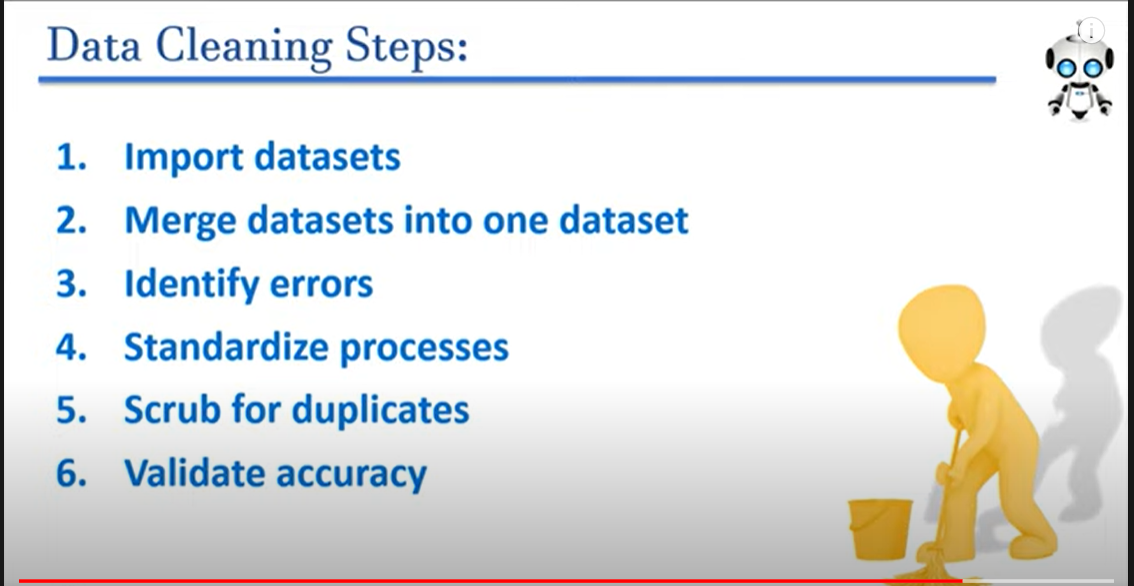 Data Cleaning Steps:
1. Import datasets
2. Merge datasets into one dataset
3. Identify errors
4. Standardize processes
5. Scrub for duplicates
6. Validate accuracy